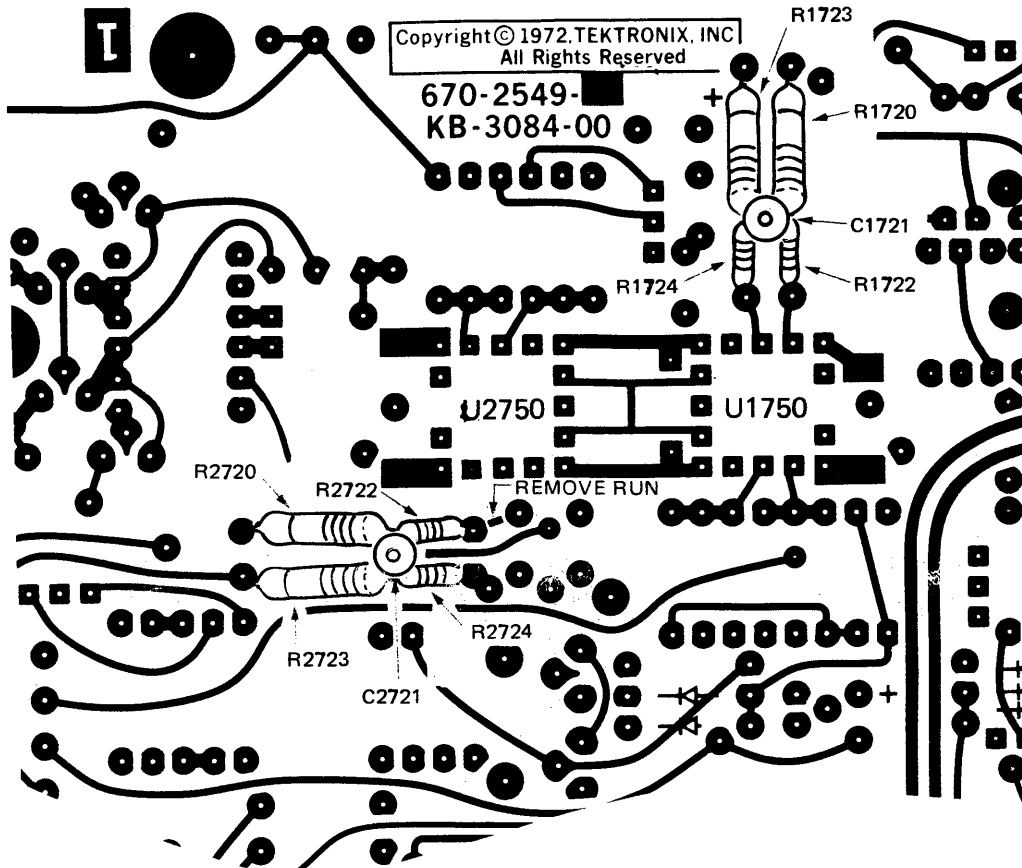 1
R1723
Copyright © 1972, TEKTRONIX, INC
All Rights Reserved
670-2549-
KB-3084-00
+
R1720
C1721
R1724
R1722
U2750
U1750
R2720
R2722
REMOVE RUN
R2724
R2723
C2721
+